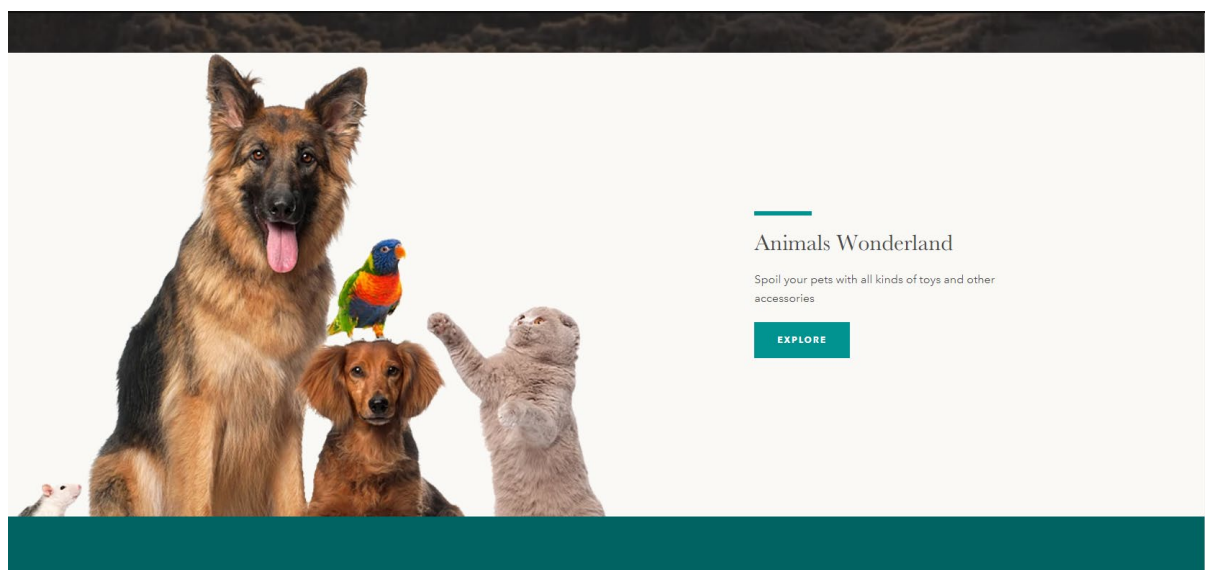 Animals Wonderland
Spoil your pets with all kinds of toys and other
accessories
EXPLORE